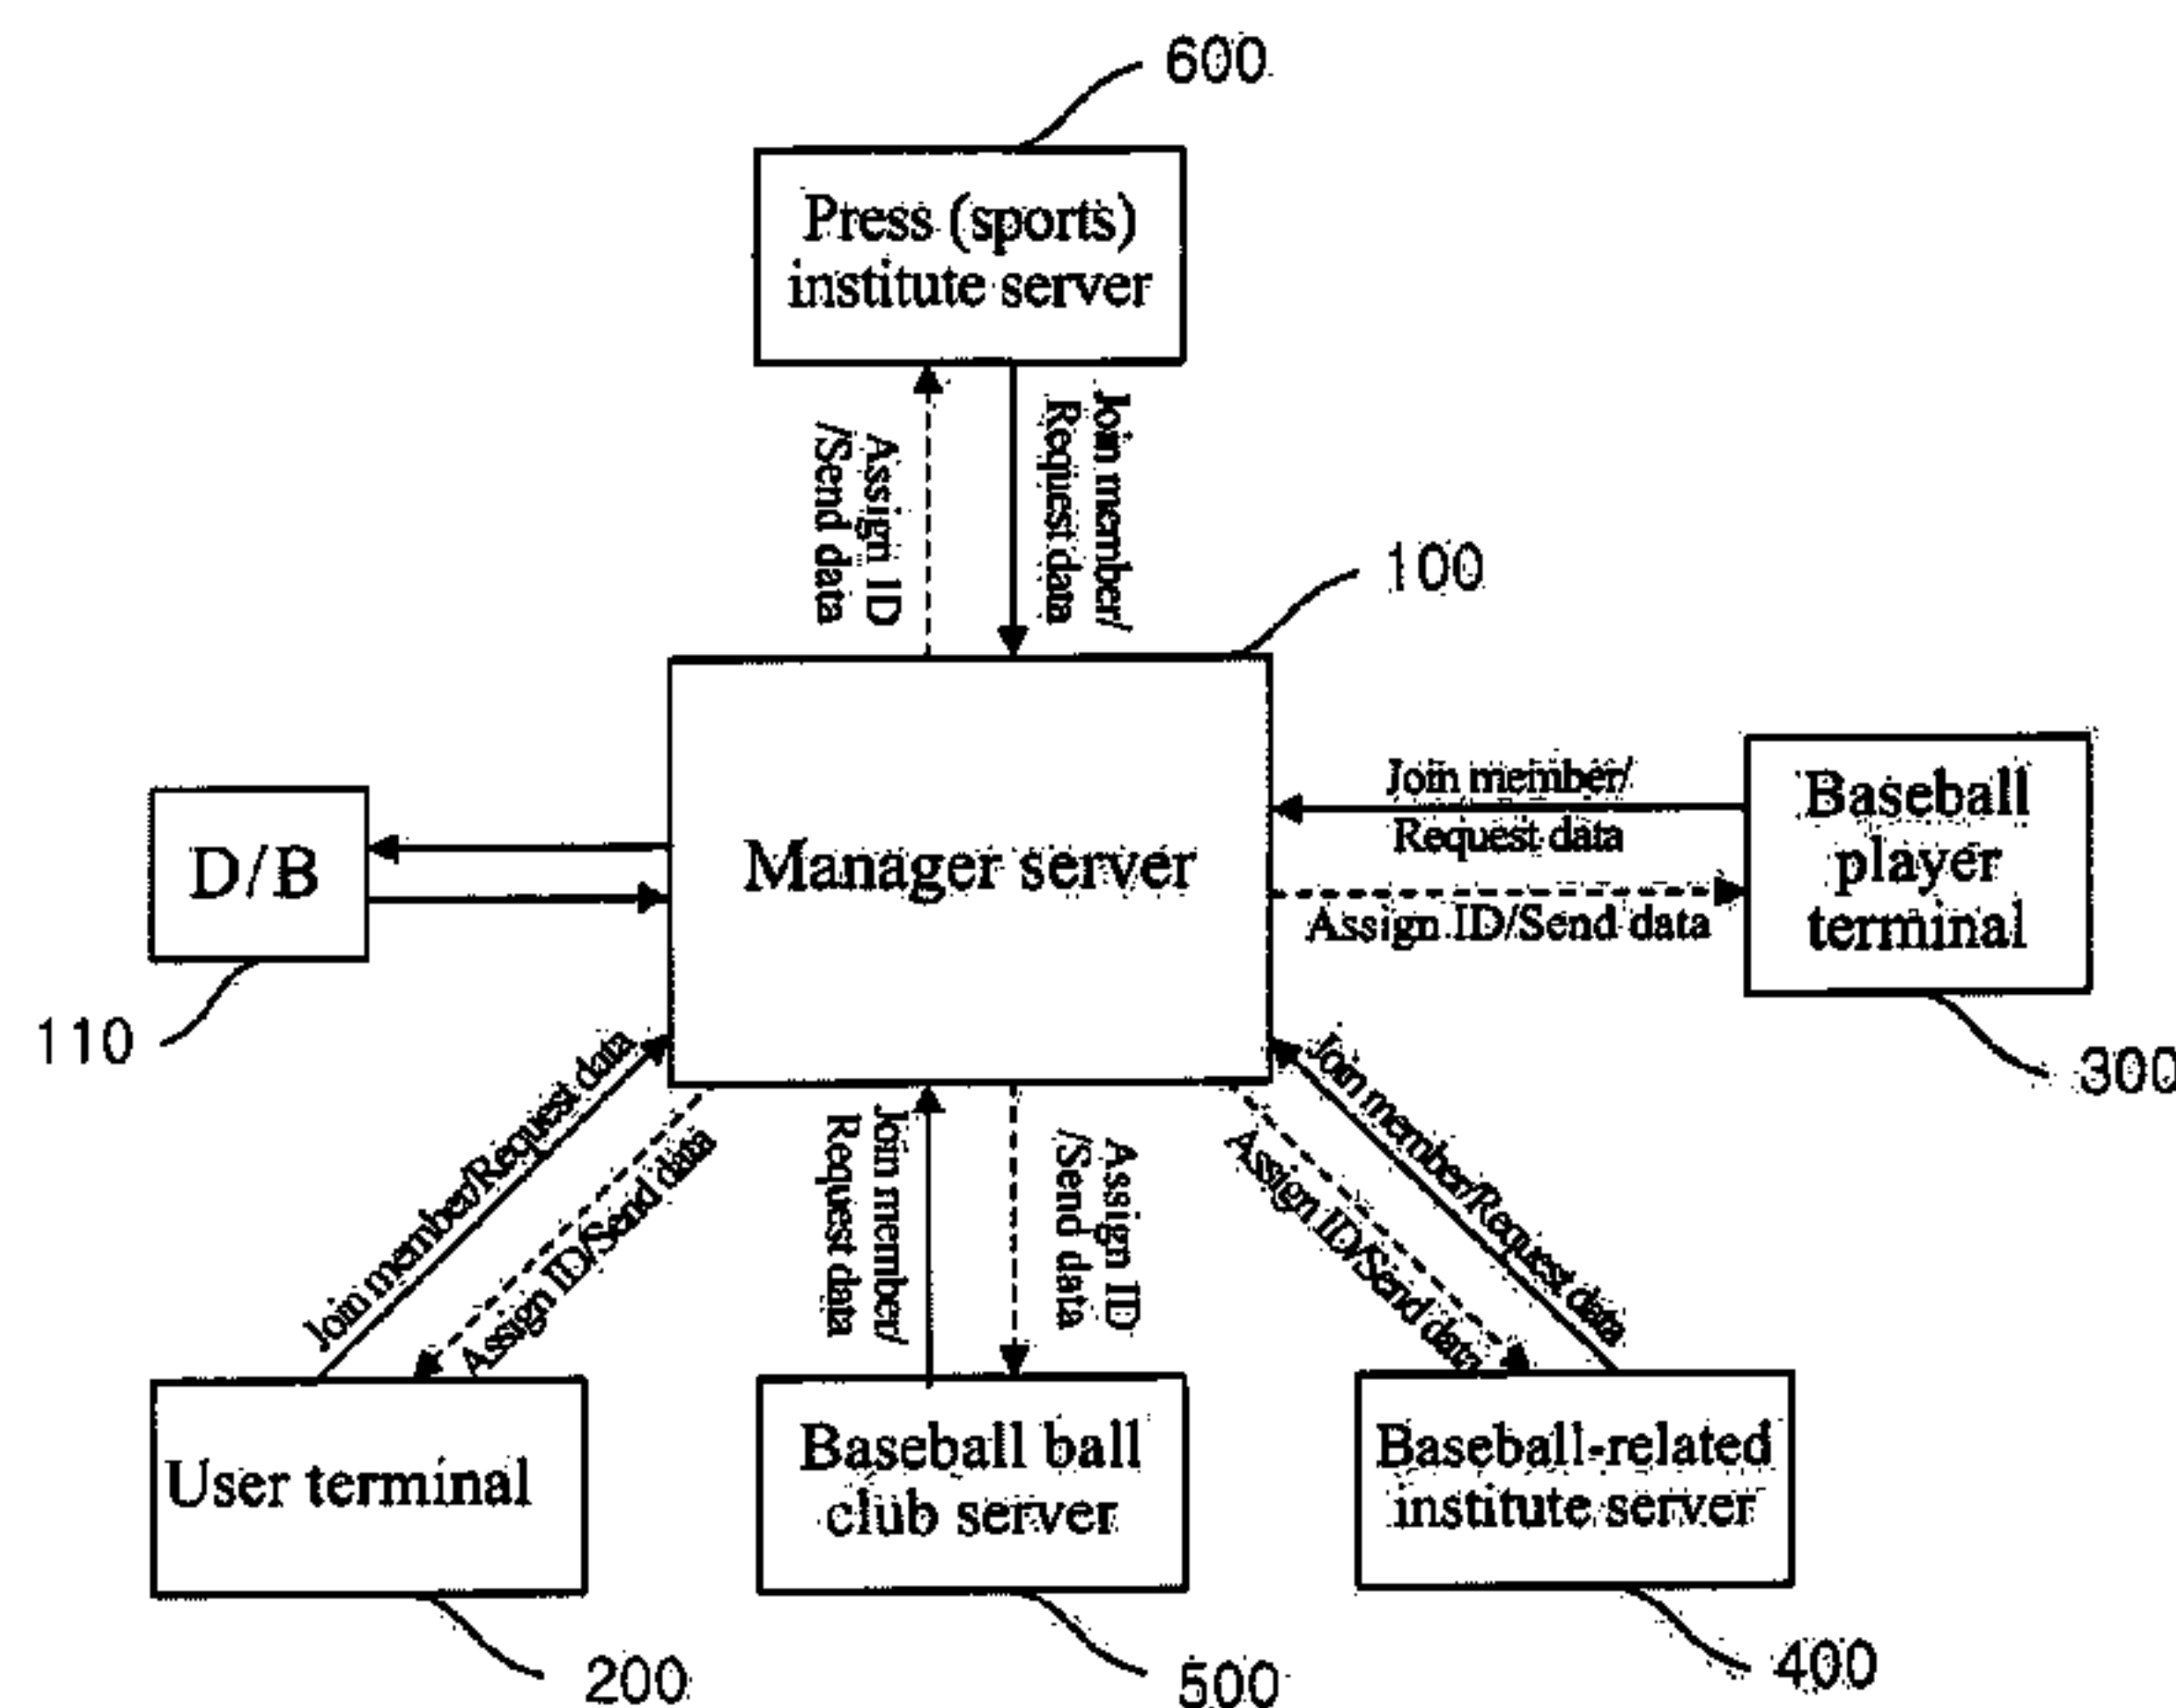 600
Press (sports)
institute server
Assign ID
/Send data
Join member/
Request data
100
Manager server
D/B
110
Join member/
Request data
Assign ID/Send data
Baseball
player
terminal
300
Join member/Request data
Assign ID/Send data
Join member/
Request data
Assign ID
/Send data
Join member/Request data
Assign ID/Send data
User terminal
200
Baseball ball
club server
500
Baseball-related
institute server
400